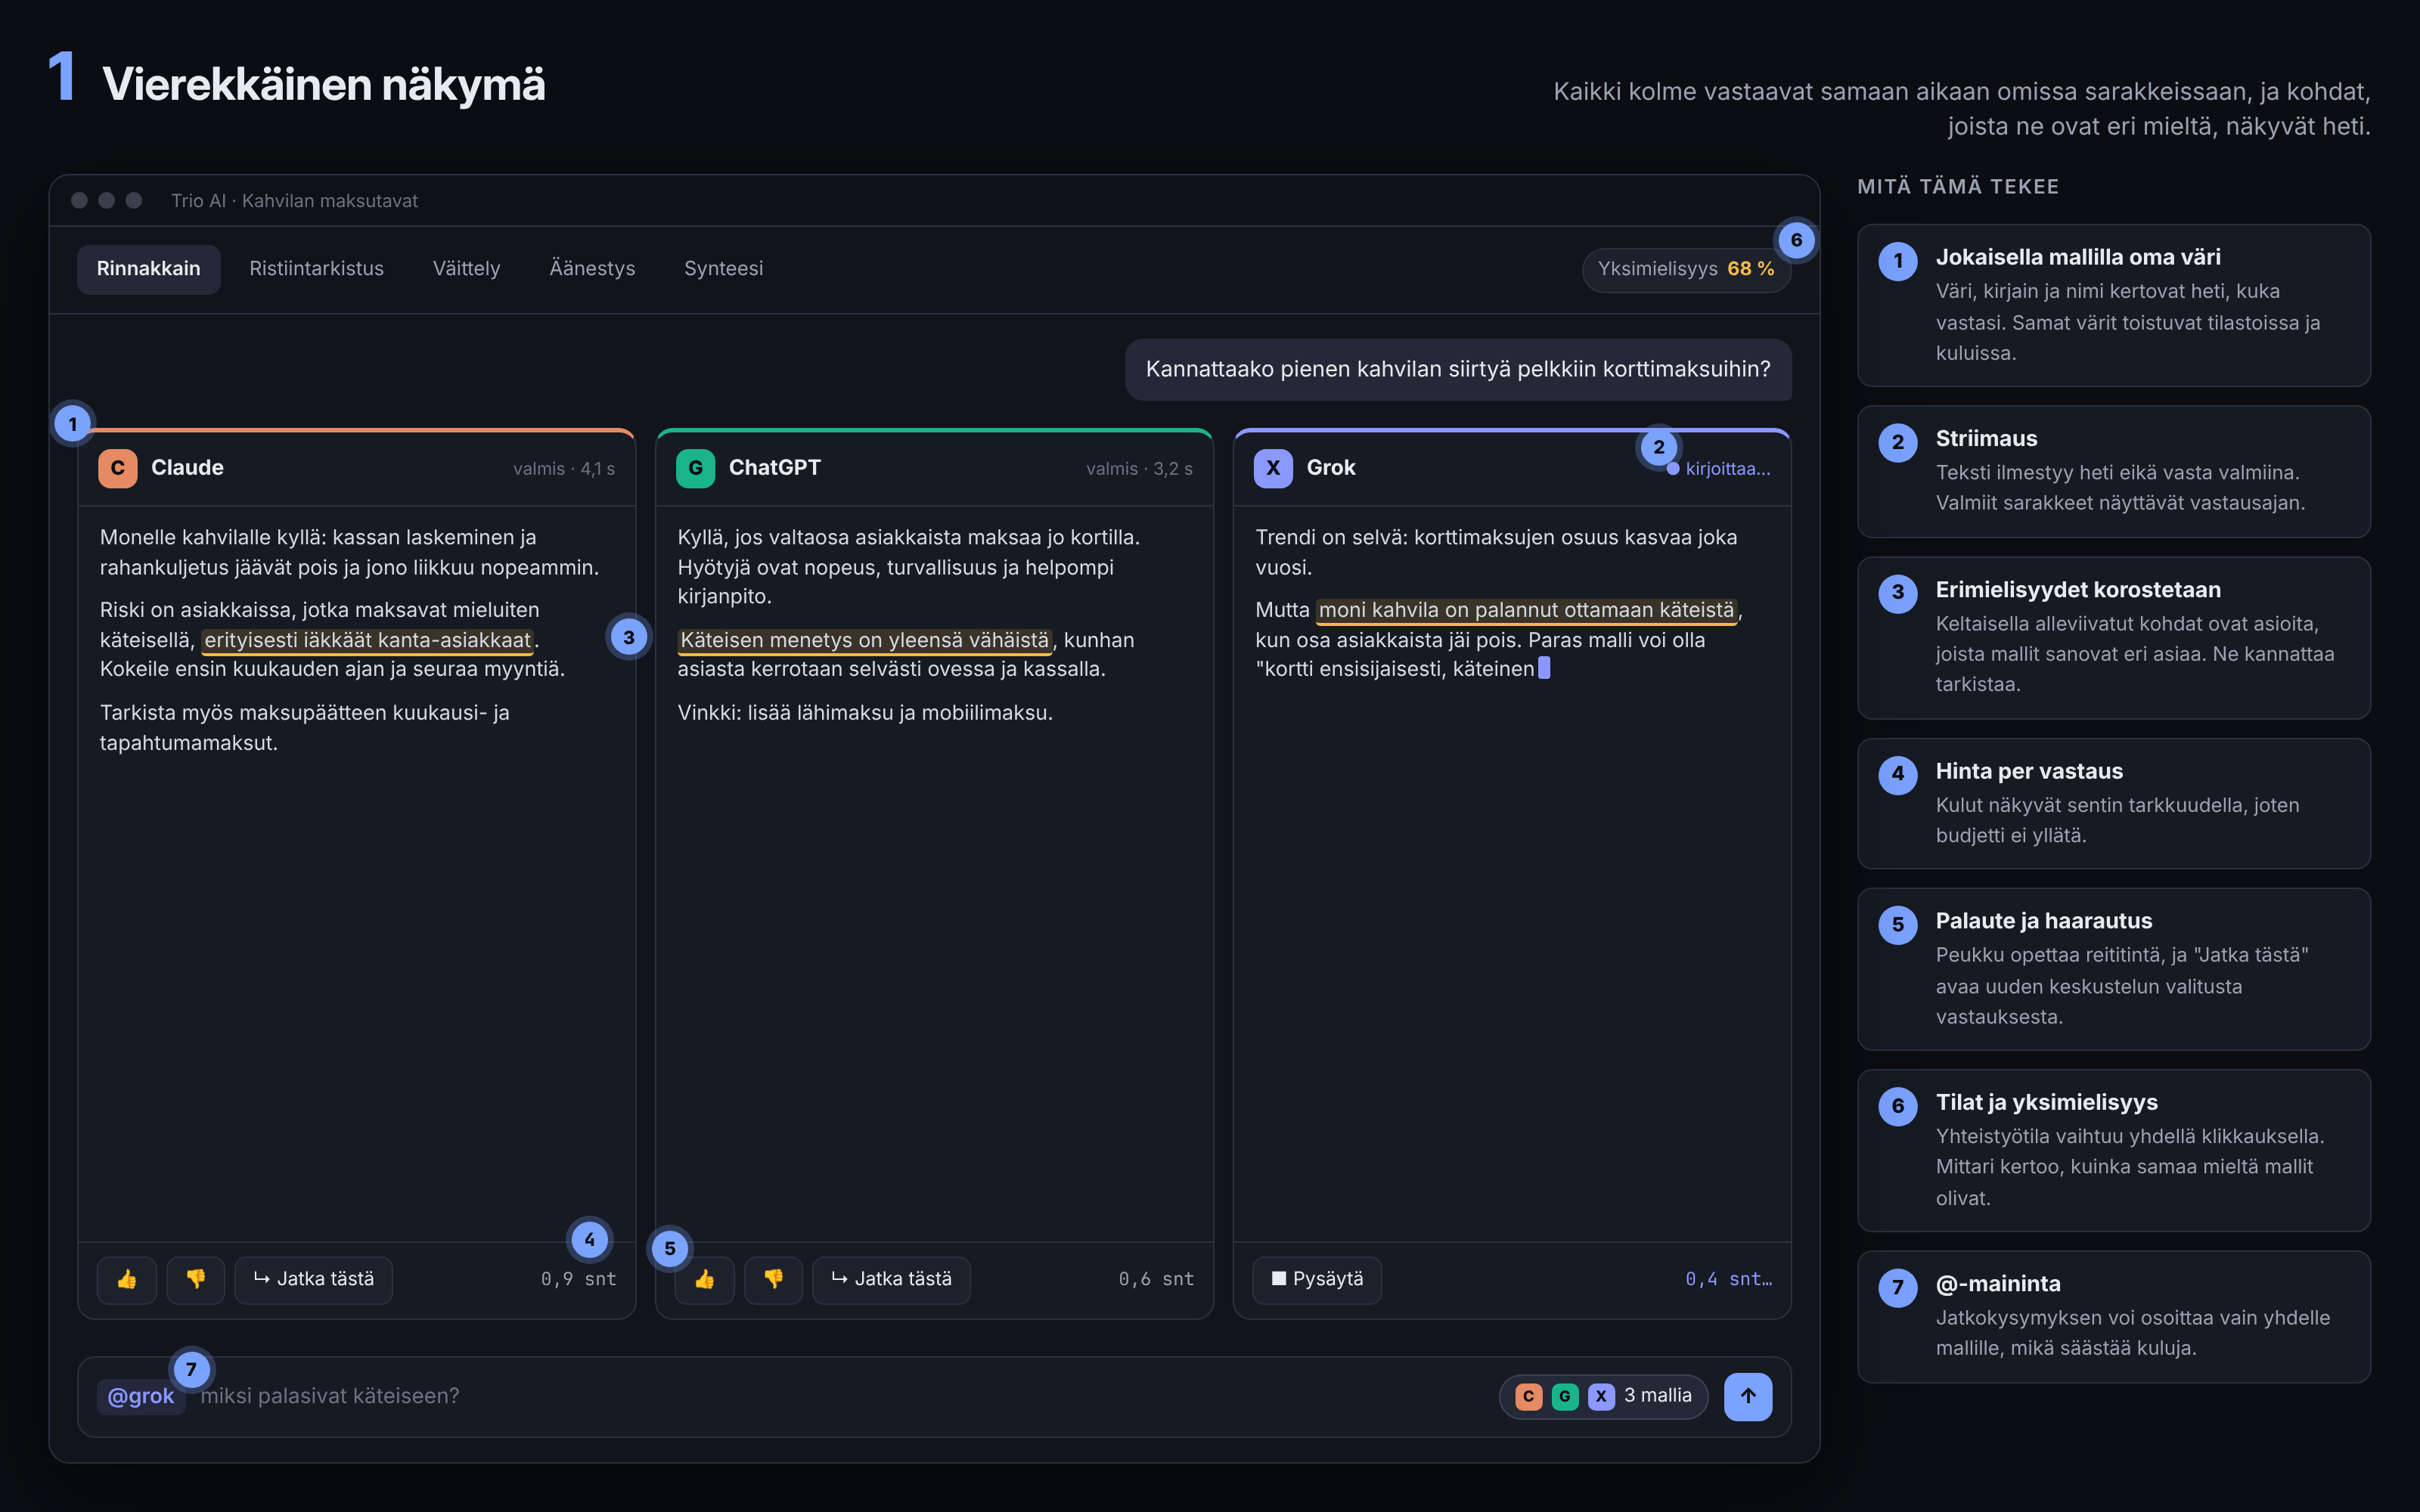 1 Vierekkäinen näkymä
Kaikki kolme vastaavat samaan aikaan omissa sarakkeissaan, ja kohdat,
joista ne ovat eri mieltä, näkyvät heti.
Trio AI · Kahvilan maksutavat
Rinnakkain Ristiintarkistus Väittely Äänestys Synteesi
Yksimielisyys 68 %
6
Kannattaako pienen kahvilan siirtyä pelkkiin korttimaksuihin?
1
C Claude valmis · 4,1 s
Monelle kahvilalle kyllä: kassan laskeminen ja
rahankuljetus jäävät pois ja jono liikkuu nopeammin.
Riski on asiakkaissa, jotka maksavat mieluiten
käteisellä, erityisesti iäkkäät kanta-asiakkaat.
Kokeile ensin kuukauden ajan ja seuraa myyntiä.
3
Tarkista myös maksupäätteen kuukausi- ja
tapahtumamaksut.
4
👍 👎 ↳ Jatka tästä 0,9 snt
G ChatGPT valmis · 3,2 s
Kyllä, jos valtaosa asiakkaista maksaa jo kortilla.
Hyötyjä ovat nopeus, turvallisuus ja helpompi
kirjanpito.
Käteisen menetys on yleensä vähäistä, kunhan
asiasta kerrotaan selvästi ovessa ja kassalla.
Vinkki: lisää lähimaksu ja mobiilimaksu.
5
👍 👎 ↳ Jatka tästä 0,6 snt
2
X Grok kirjoittaa…
Trendi on selvä: korttimaksujen osuus kasvaa joka
vuosi.
Mutta moni kahvila on palannut ottamaan käteistä,
kun osa asiakkaista jäi pois. Paras malli voi olla
"kortti ensisijaisesti, käteinen
■ Pysäytä 0,4 snt…
7
@grok miksi palasivat käteiseen?
C G X 3 mallia ↑
MITÄ TÄMÄ TEKEE
1 Jokaisella mallilla oma väri
Väri, kirjain ja nimi kertovat heti, kuka
vastasi. Samat värit toistuvat tilastoissa ja
kuluissa.
2 Striimaus
Teksti ilmestyy heti eikä vasta valmiina.
Valmiit sarakkeet näyttävät vastausajan.
3 Erimielisyydet korostetaan
Keltaisella alleviivatut kohdat ovat asioita,
joista mallit sanovat eri asiaa. Ne kannattaa
tarkistaa.
4 Hinta per vastaus
Kulut näkyvät sentin tarkkuudella, joten
budjetti ei yllätä.
5 Palaute ja haarautus
Peukku opettaa reititintä, ja "Jatka tästä"
avaa uuden keskustelun valitusta
vastauksesta.
6 Tilat ja yksimielisyys
Yhteistyötila vaihtuu yhdellä klikkauksella.
Mittari kertoo, kuinka samaa mieltä mallit
olivat.
7 @-maininta
Jatkokysymyksen voi osoittaa vain yhdelle
mallille, mikä säästää kuluja.